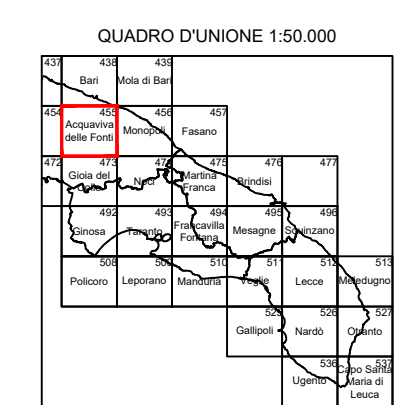 QUADRO D'UNIONE 1:50.000
437 438 439
Bari Mola di Bari
454 455 456 457
Acquaviva
delle Fonti Monopoli Fasano
472 473 474 475 476 477
Gioia del
Colle Noci Martina
Franca Brindisi
492 493 494 495 496
Ginosa Taranto Francavilla
Fontana Mesagne Squinzano
508 509 510 511 512 513
Policoro Leporano Manduria Veglie Lecce Meledugno
525 526 527
Gallipoli Nardò Otranto
536 537
Ugento Capo Santa
Maria di
Leuca